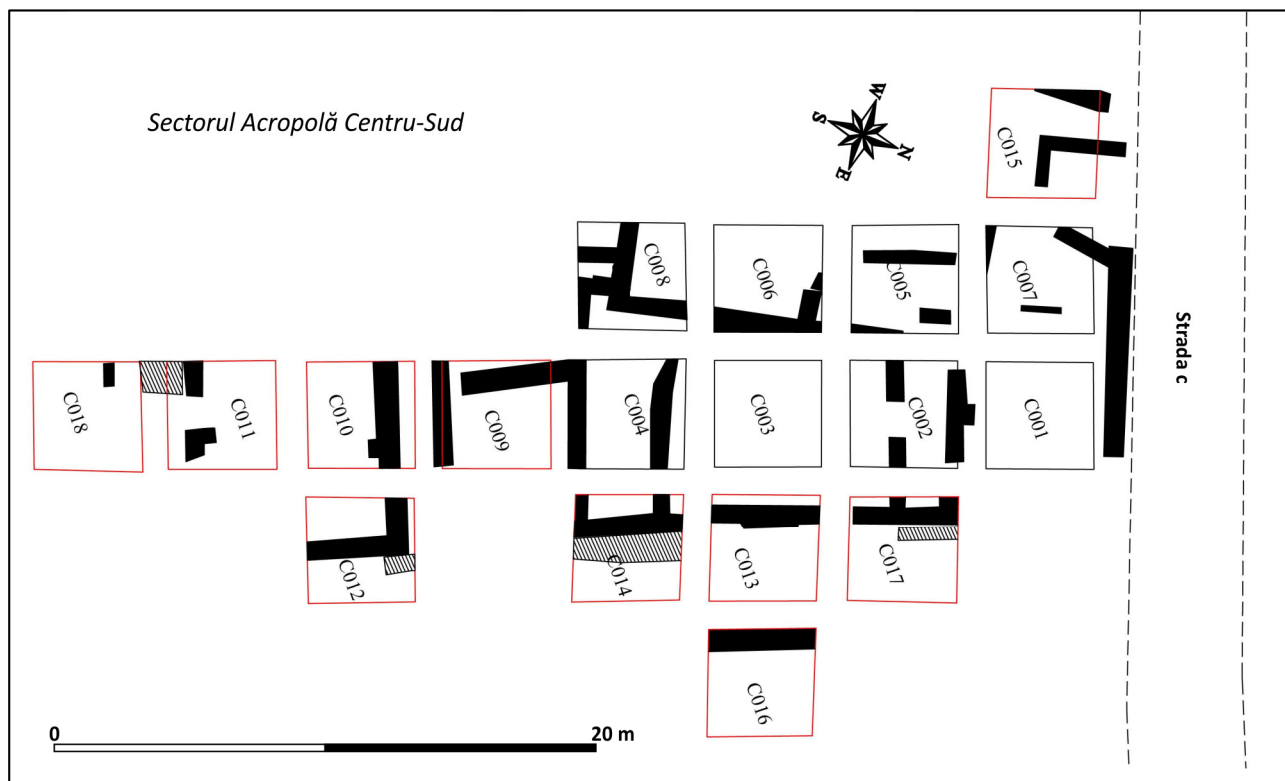 Sectorul Acropolă Centru-Sud
W
S
N
E
C015
C008
C006
C005
C007
Strada c
C018
C011
C010
C009
C004
C003
C002
C001
C012
C014
C013
C017
C016
0
20 m